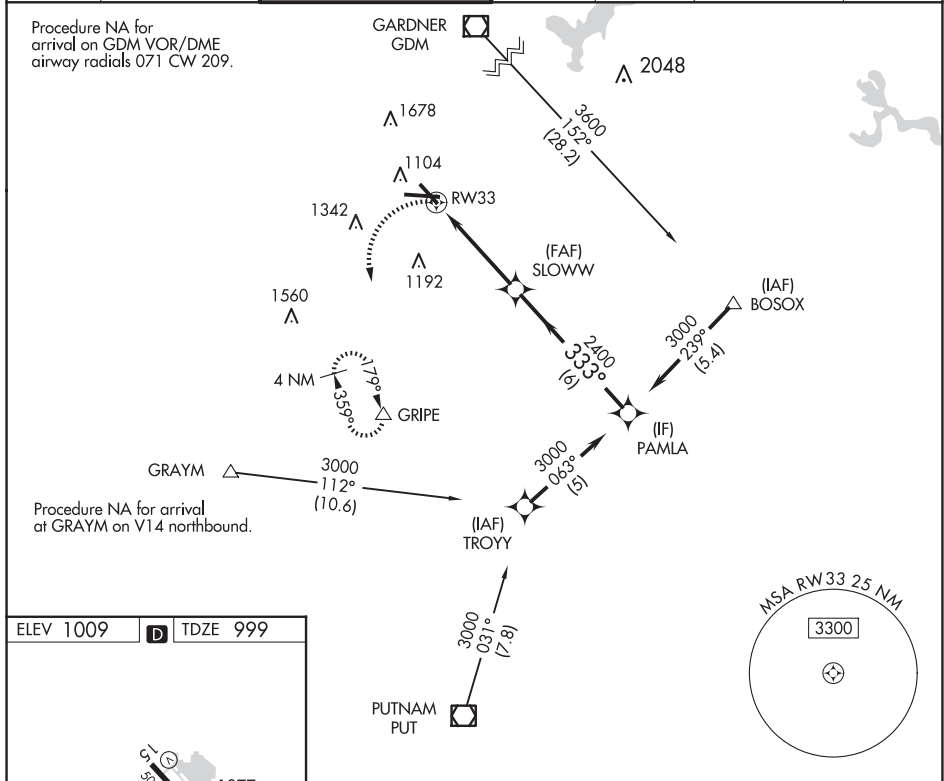 Procedure NA for
arrival on GDM VOR/DME
airway radials 071 CW 209.
GARDNER
GDM
2048
1678
3600
152°
(28.2)
1104
RW33
1342
1192
(FAF)
SLOWW
(IAF)
BOSOX
1560
3000
239°
(5.4)
2400
333°
(6)
4 NM
179°
359°
GRIPE
(IF)
PAMLA
GRAYM
3000
112°
(10.6)
3000
063°
(5)
Procedure NA for arrival
at GRAYM on V14 northbound.
(IAF)
TROYY
MSA RW33 25 NM
3300
3000
031°
(7.8)
ELEV 1009
D
TDZE 999
PUTNAM
PUT
15
V
50